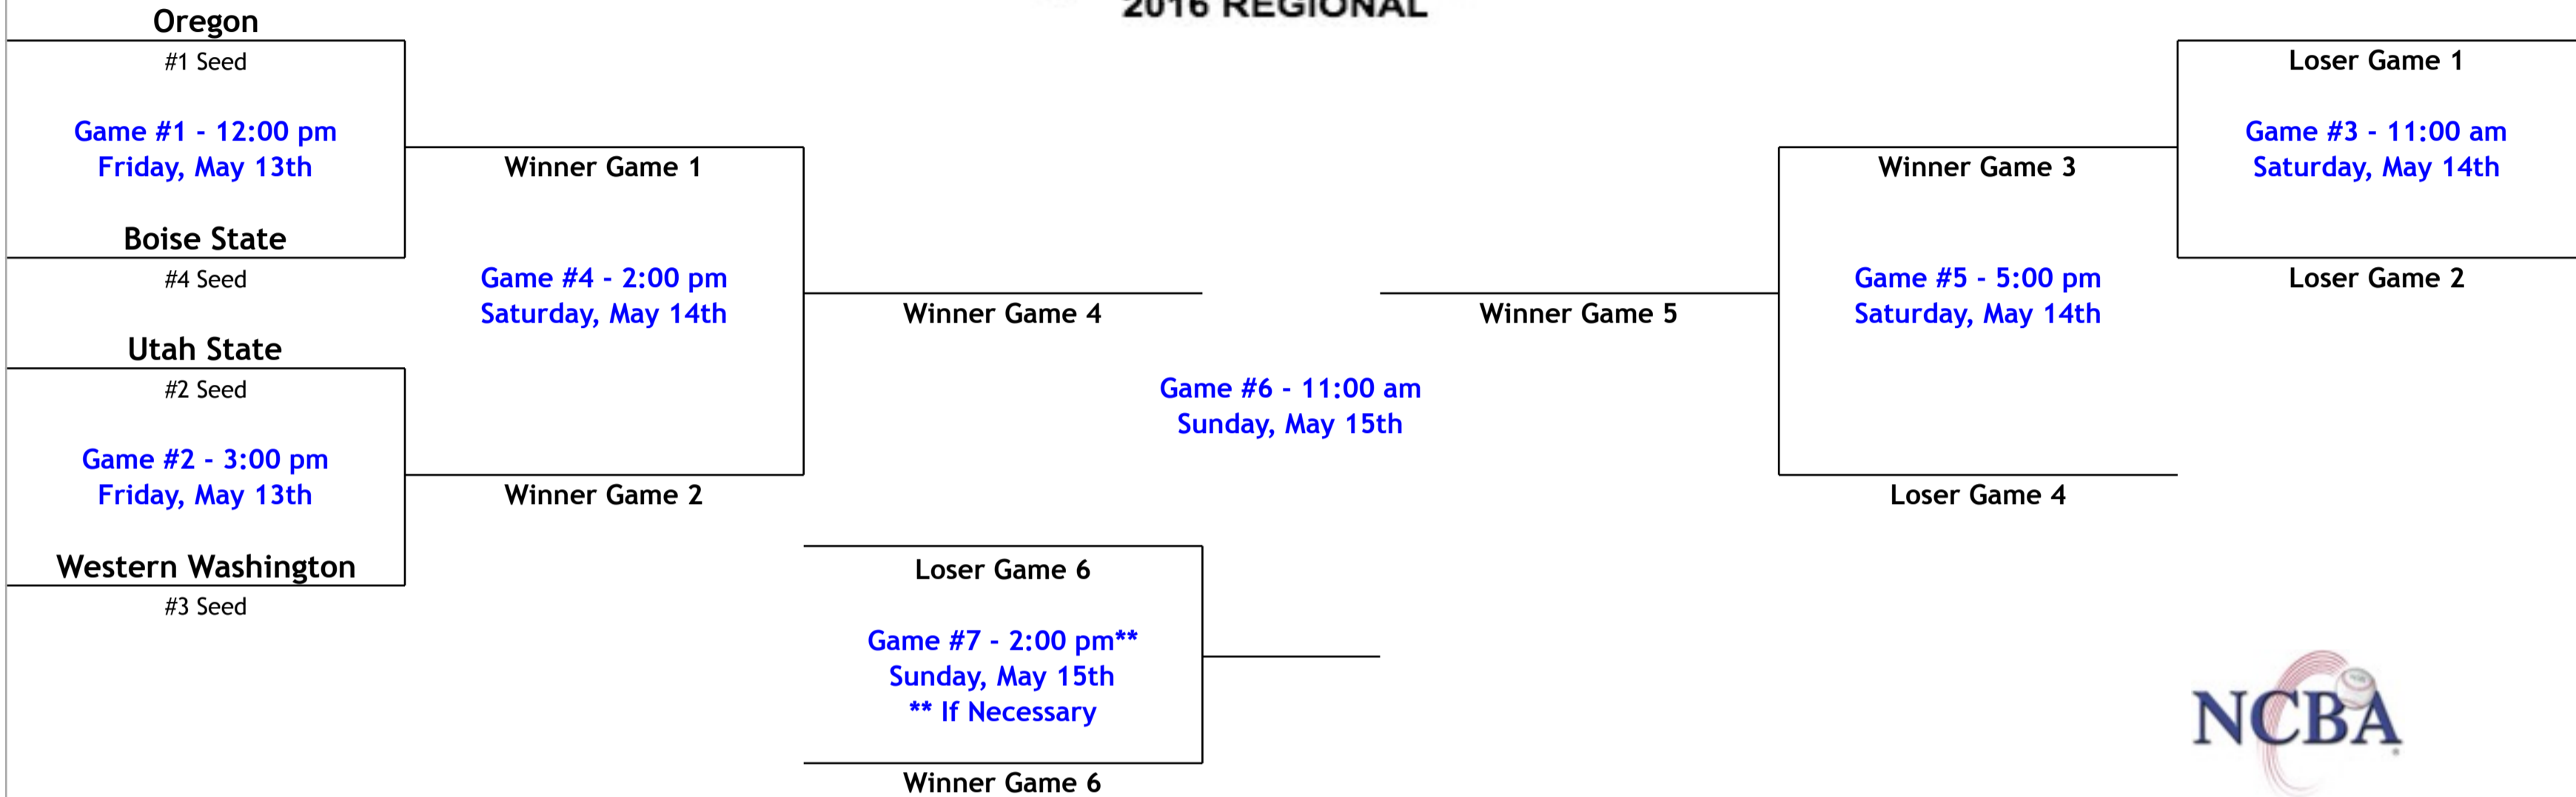 2016 REGIONAL
Oregon
#1 Seed
Game #1 - 12:00 pm
Friday, May 13th
Boise State
#4 Seed
Utah State
#2 Seed
Game #2 - 3:00 pm
Friday, May 13th
Western Washington
#3 Seed
Winner Game 1
Game #4 - 2:00 pm
Saturday, May 14th
Winner Game 2
Winner Game 4
Game #6 - 11:00 am
Sunday, May 15th
Winner Game 5
Loser Game 6
Game #7 - 2:00 pm**
Sunday, May 15th
** If Necessary
Winner Game 6
Winner Game 3
Game #5 - 5:00 pm
Saturday, May 14th
Loser Game 4
Loser Game 1
Game #3 - 11:00 am
Saturday, May 14th
Loser Game 2
NCBA